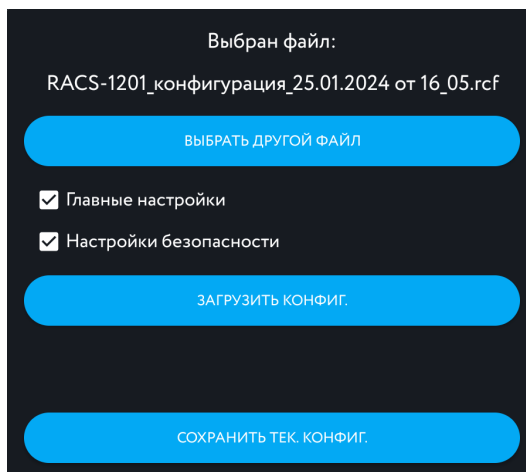 Выбран файл:
RACS-1201_конфигурация_25.01.2024 от 16_05.rcf
ВЫБРАТЬ ДРУГОЙ ФАЙЛ
Главные настройки
Настройки безопасности
ЗАГРУЗИТЬ КОНФИГ.
СОХРАНИТЬ ТЕК. КОНФИГ.